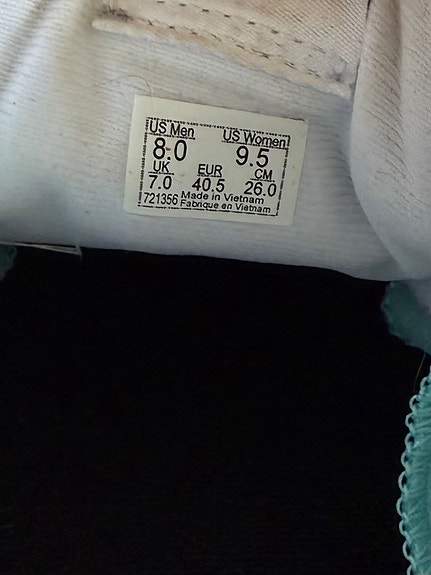 US Men US Women
8.0 9.5
UK EUR CM
7.0 40.5 26.0
721356 Made in Vietnam
Fabrique en Vietnam